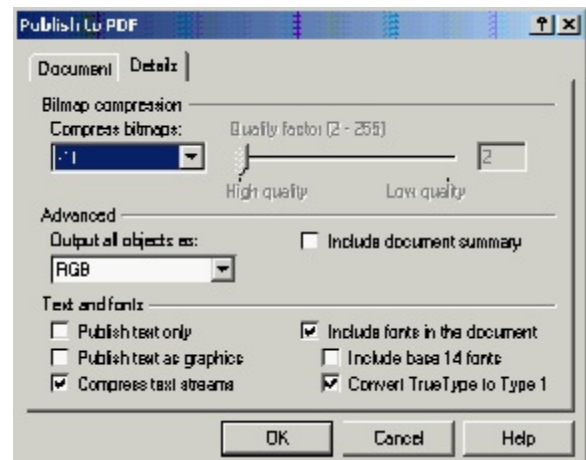 Publish to PDF
Document Details
Bitmap compression
Compress bitmaps: Quality factor (2 - 255)
2
High quality Low quality
Advanced
Output all objects as: Include document summary
RGB
Text and fonts
Publish text only Include fonts in the document
Publish text as graphics Include base 14 fonts
Compress text streams Convert TrueType to Type 1
OK Cancel Help